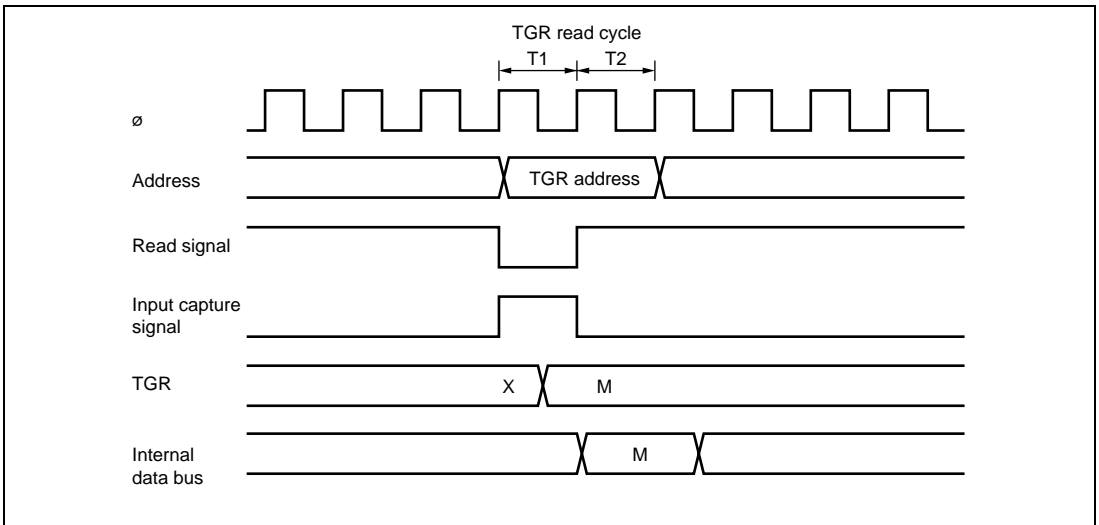 TGR read cycle
T1 T2
ø
Address
TGR address
Read signal
Input capture
signal
TGR
X M
Internal
data bus
M